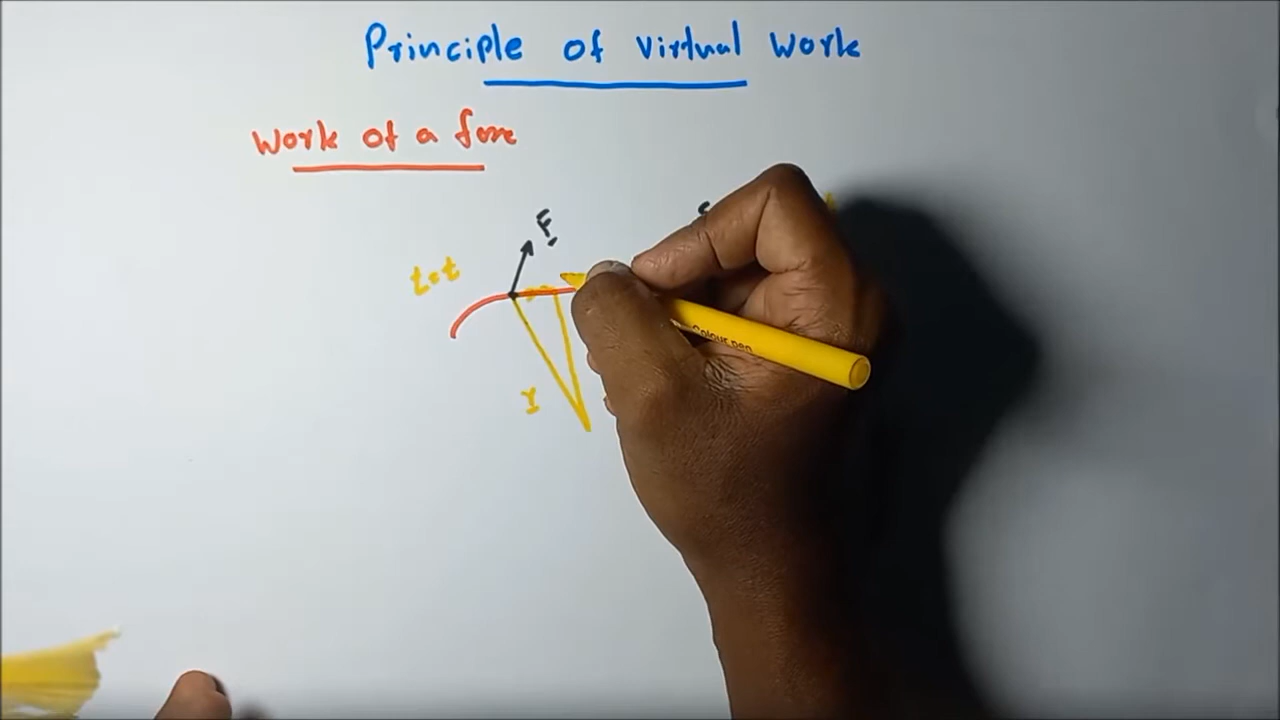 Principle of virtual work
Work of a force
F
t=t
r
Colour pen